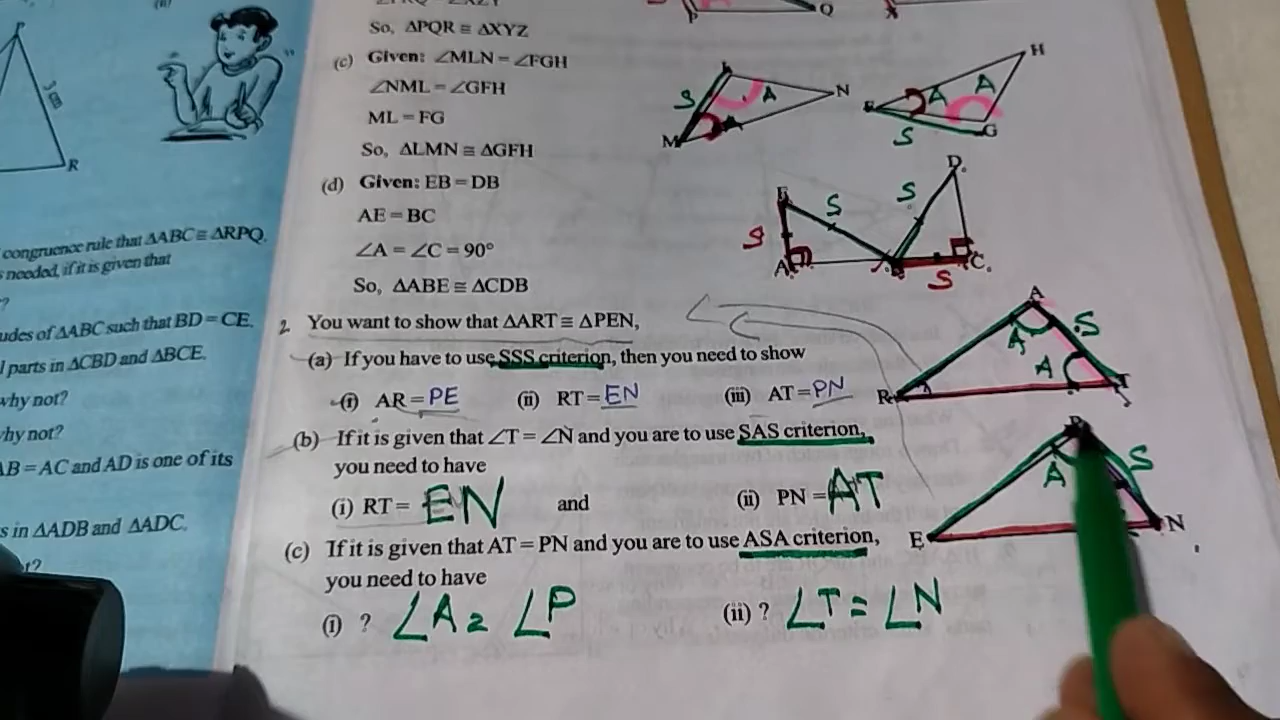 (ii)
R
congruence rule that ΔABC ≅ ΔRPQ.
needed, if it is given that
?
udes of ΔABC such that BD = CE.
l parts in ΔCBD and ΔBCE.
why not?
hy not?
AB = AC and AD is one of its
s in ΔADB and ΔADC.
t?
So, ΔPQR ≅ ΔXYZ
(c) Given: ∠MLN = ∠FGH
∠NML = ∠GFH
ML = FG
So, ΔLMN ≅ ΔGFH
(d) Given: EB = DB
AE = BC
∠A = ∠C = 90°
So, ΔABE ≅ ΔCDB
2. You want to show that ΔART ≅ ΔPEN,
(a) If you have to use SSS criterion, then you need to show
(i) AR = PE (ii) RT = EN (iii) AT = PN
(b) If it is given that ∠T = ∠N and you are to use SAS criterion,
you need to have
(i) RT = EN and (ii) PN = AT
(c) If it is given that AT = PN and you are to use ASA criterion,
you need to have
(i) ? ∠A = ∠P (ii) ? ∠T = ∠N
P Q
S A N M
H A A G S
E S S D
S A C. S
A A S A R T
A S E N